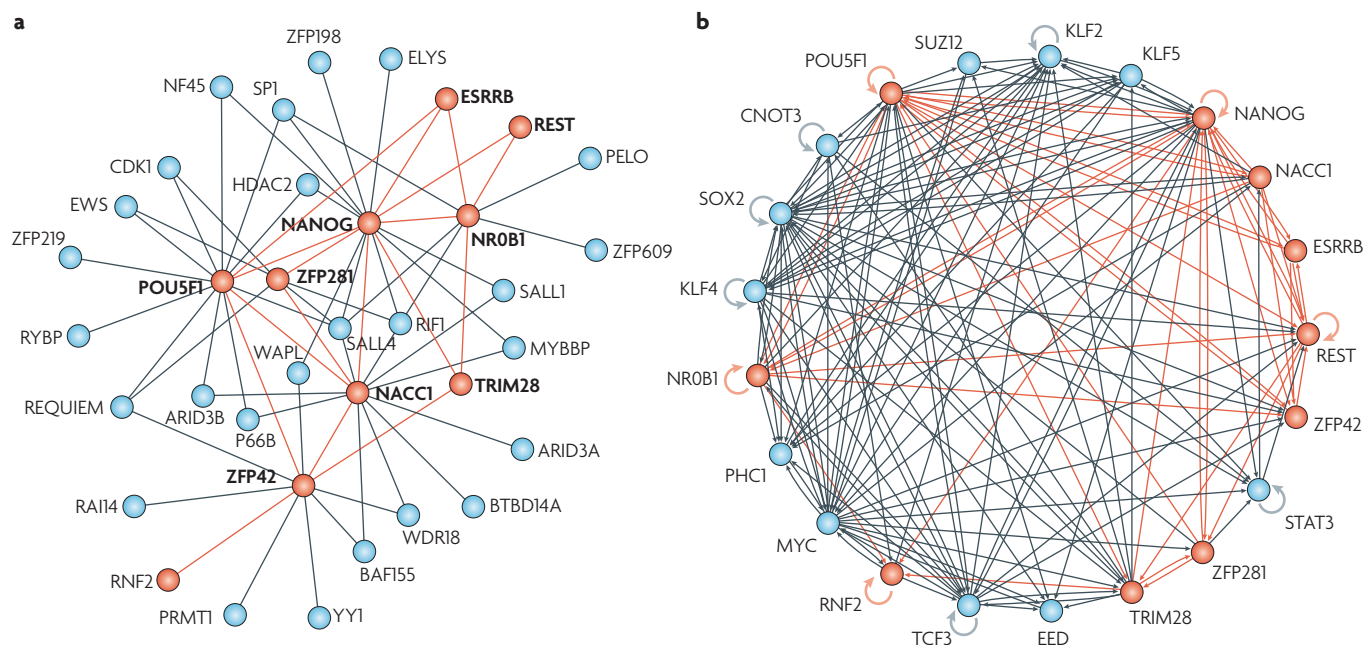 a
ZFP198
ELYS
NF45
SP1
ESRRB
REST
CDK1
HDAC2
PELO
EWS
NANOG
NR0B1
ZFP219
ZFP609
POU5F1
ZFP281
SALL1
RYBP
RIF1
SALL4
WAPL
MYBBP
REQUIEM
ARID3B
NACC1
TRIM28
P66B
ARID3A
ZFP42
RAI14
BTBD14A
WDR18
BAF155
RNF2
PRMT1
YY1
b
KLF2
SUZ12
KLF5
POU5F1
NANOG
CNOT3
NACC1
SOX2
ESRRB
KLF4
REST
NR0B1
ZFP42
PHC1
STAT3
MYC
ZFP281
RNF2
TRIM28
TCF3
EED